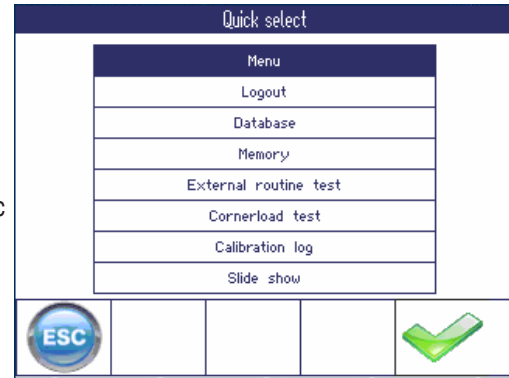 Quick select
Menu
Logout
Database
Memory
External routine test
Cornerload test
Calibration log
Slide show
ESC